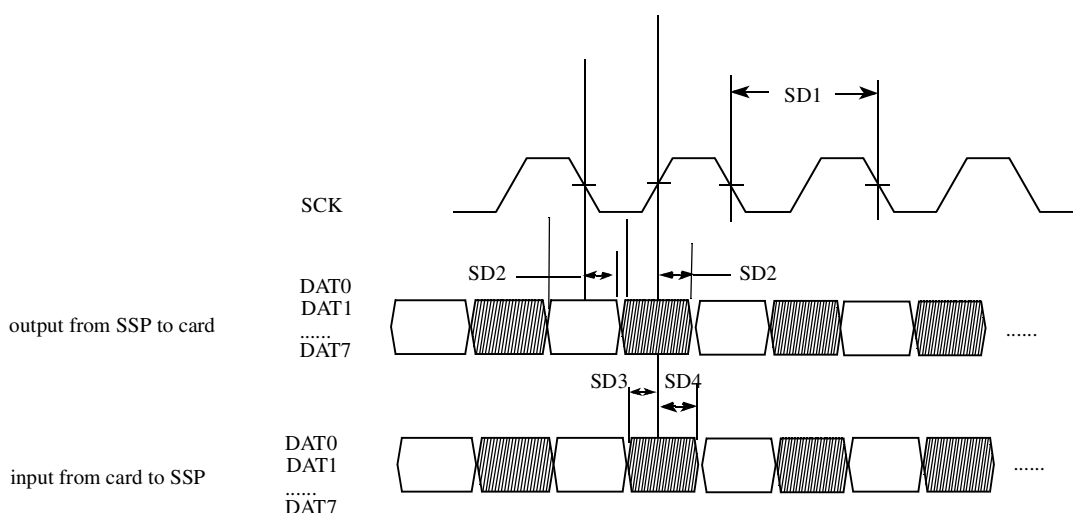 SD1
SCK
SD2
SD2
DAT0
DAT1
output from SSP to card
......
DAT7
......
SD3
SD4
DAT0
DAT1
input from card to SSP
......
DAT7
......